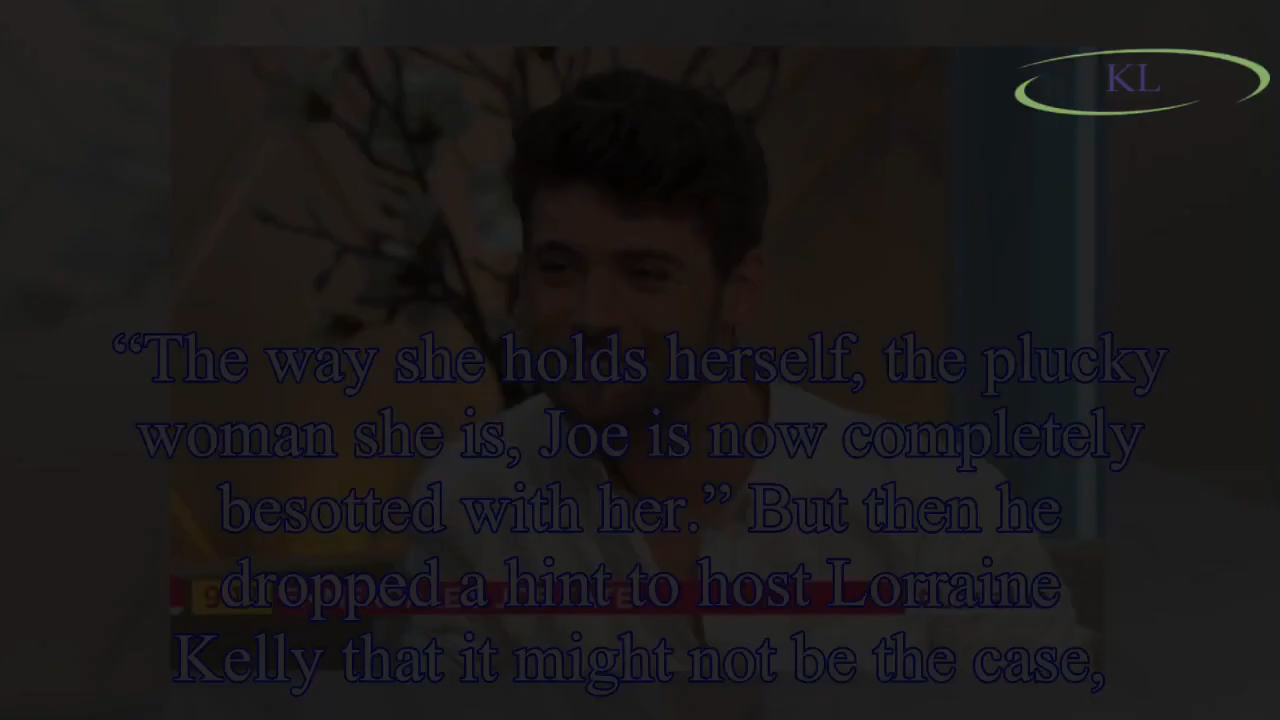 KL
“The way she holds herself, the plucky
woman she is, Joe is now completely
besotted with her.” But then he
dropped a hint to host Lorraine
Kelly that it might not be the case,